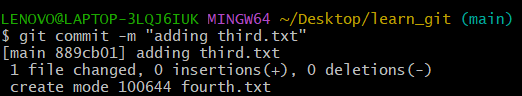 LENOVO@LAPTOP-3LQJ6IUK MINGW64 ~/Desktop/learn_git (main)
$ git commit -m "adding third.txt"
[main 889cb01] adding third.txt
 1 file changed, 0 insertions(+), 0 deletions(-)
 create mode 100644 fourth.txt